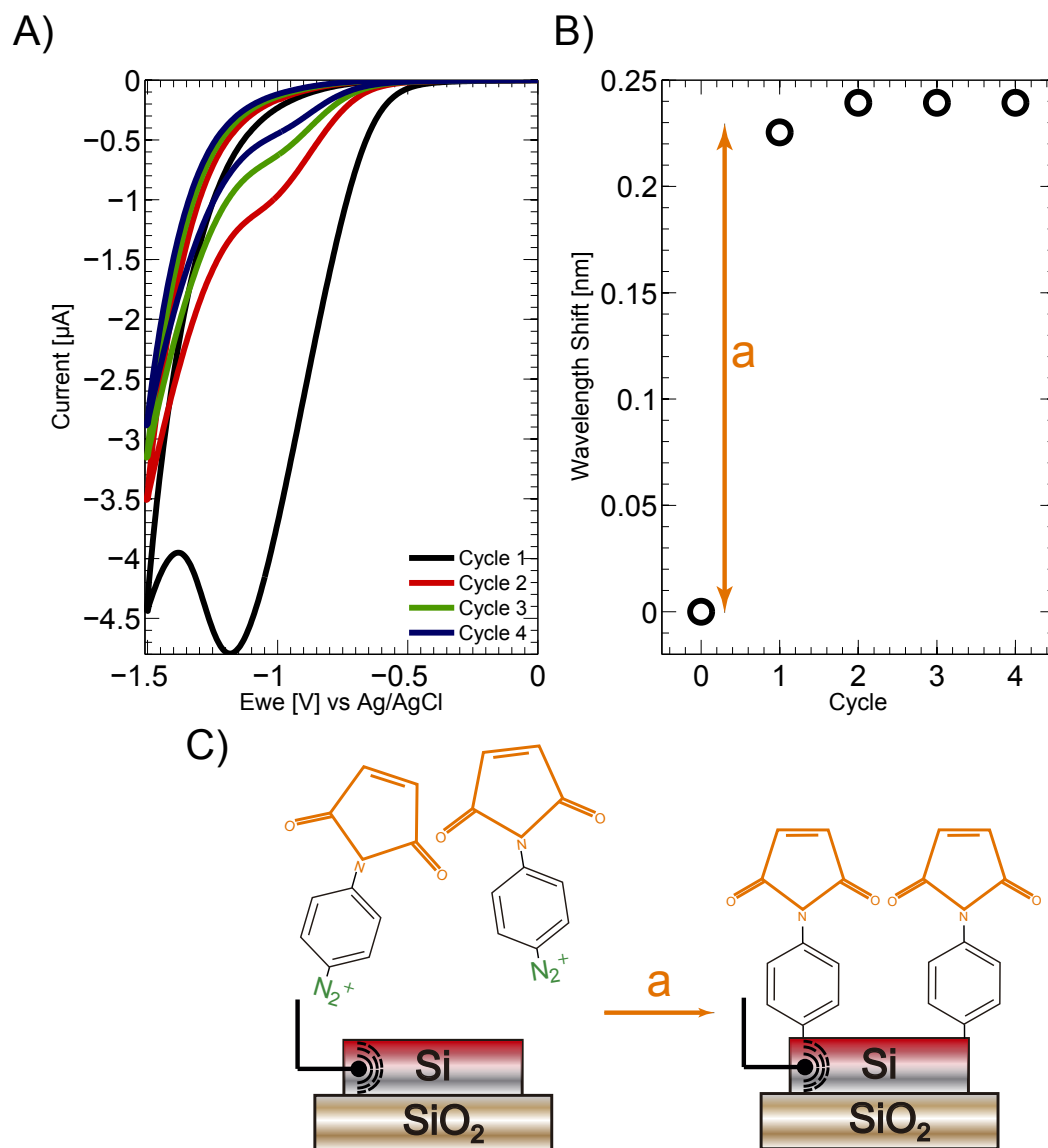 A)
B)
0
−0.5
−1
−1.5
−2
−2.5
−3
−3.5
−4
−4.5
Current [µA]
Cycle 1
Cycle 2
Cycle 3
Cycle 4
−1.5 −1 −0.5 0
Ewe [V] vs Ag/AgCl
0.25
0.2
0.15
0.1
0.05
0
Wavelength Shift [nm]
a
0 1 2 3 4
Cycle
C)
O N O
O N O
N2+
N2+
a
O N O O N O
Si
SiO2
Si
SiO2